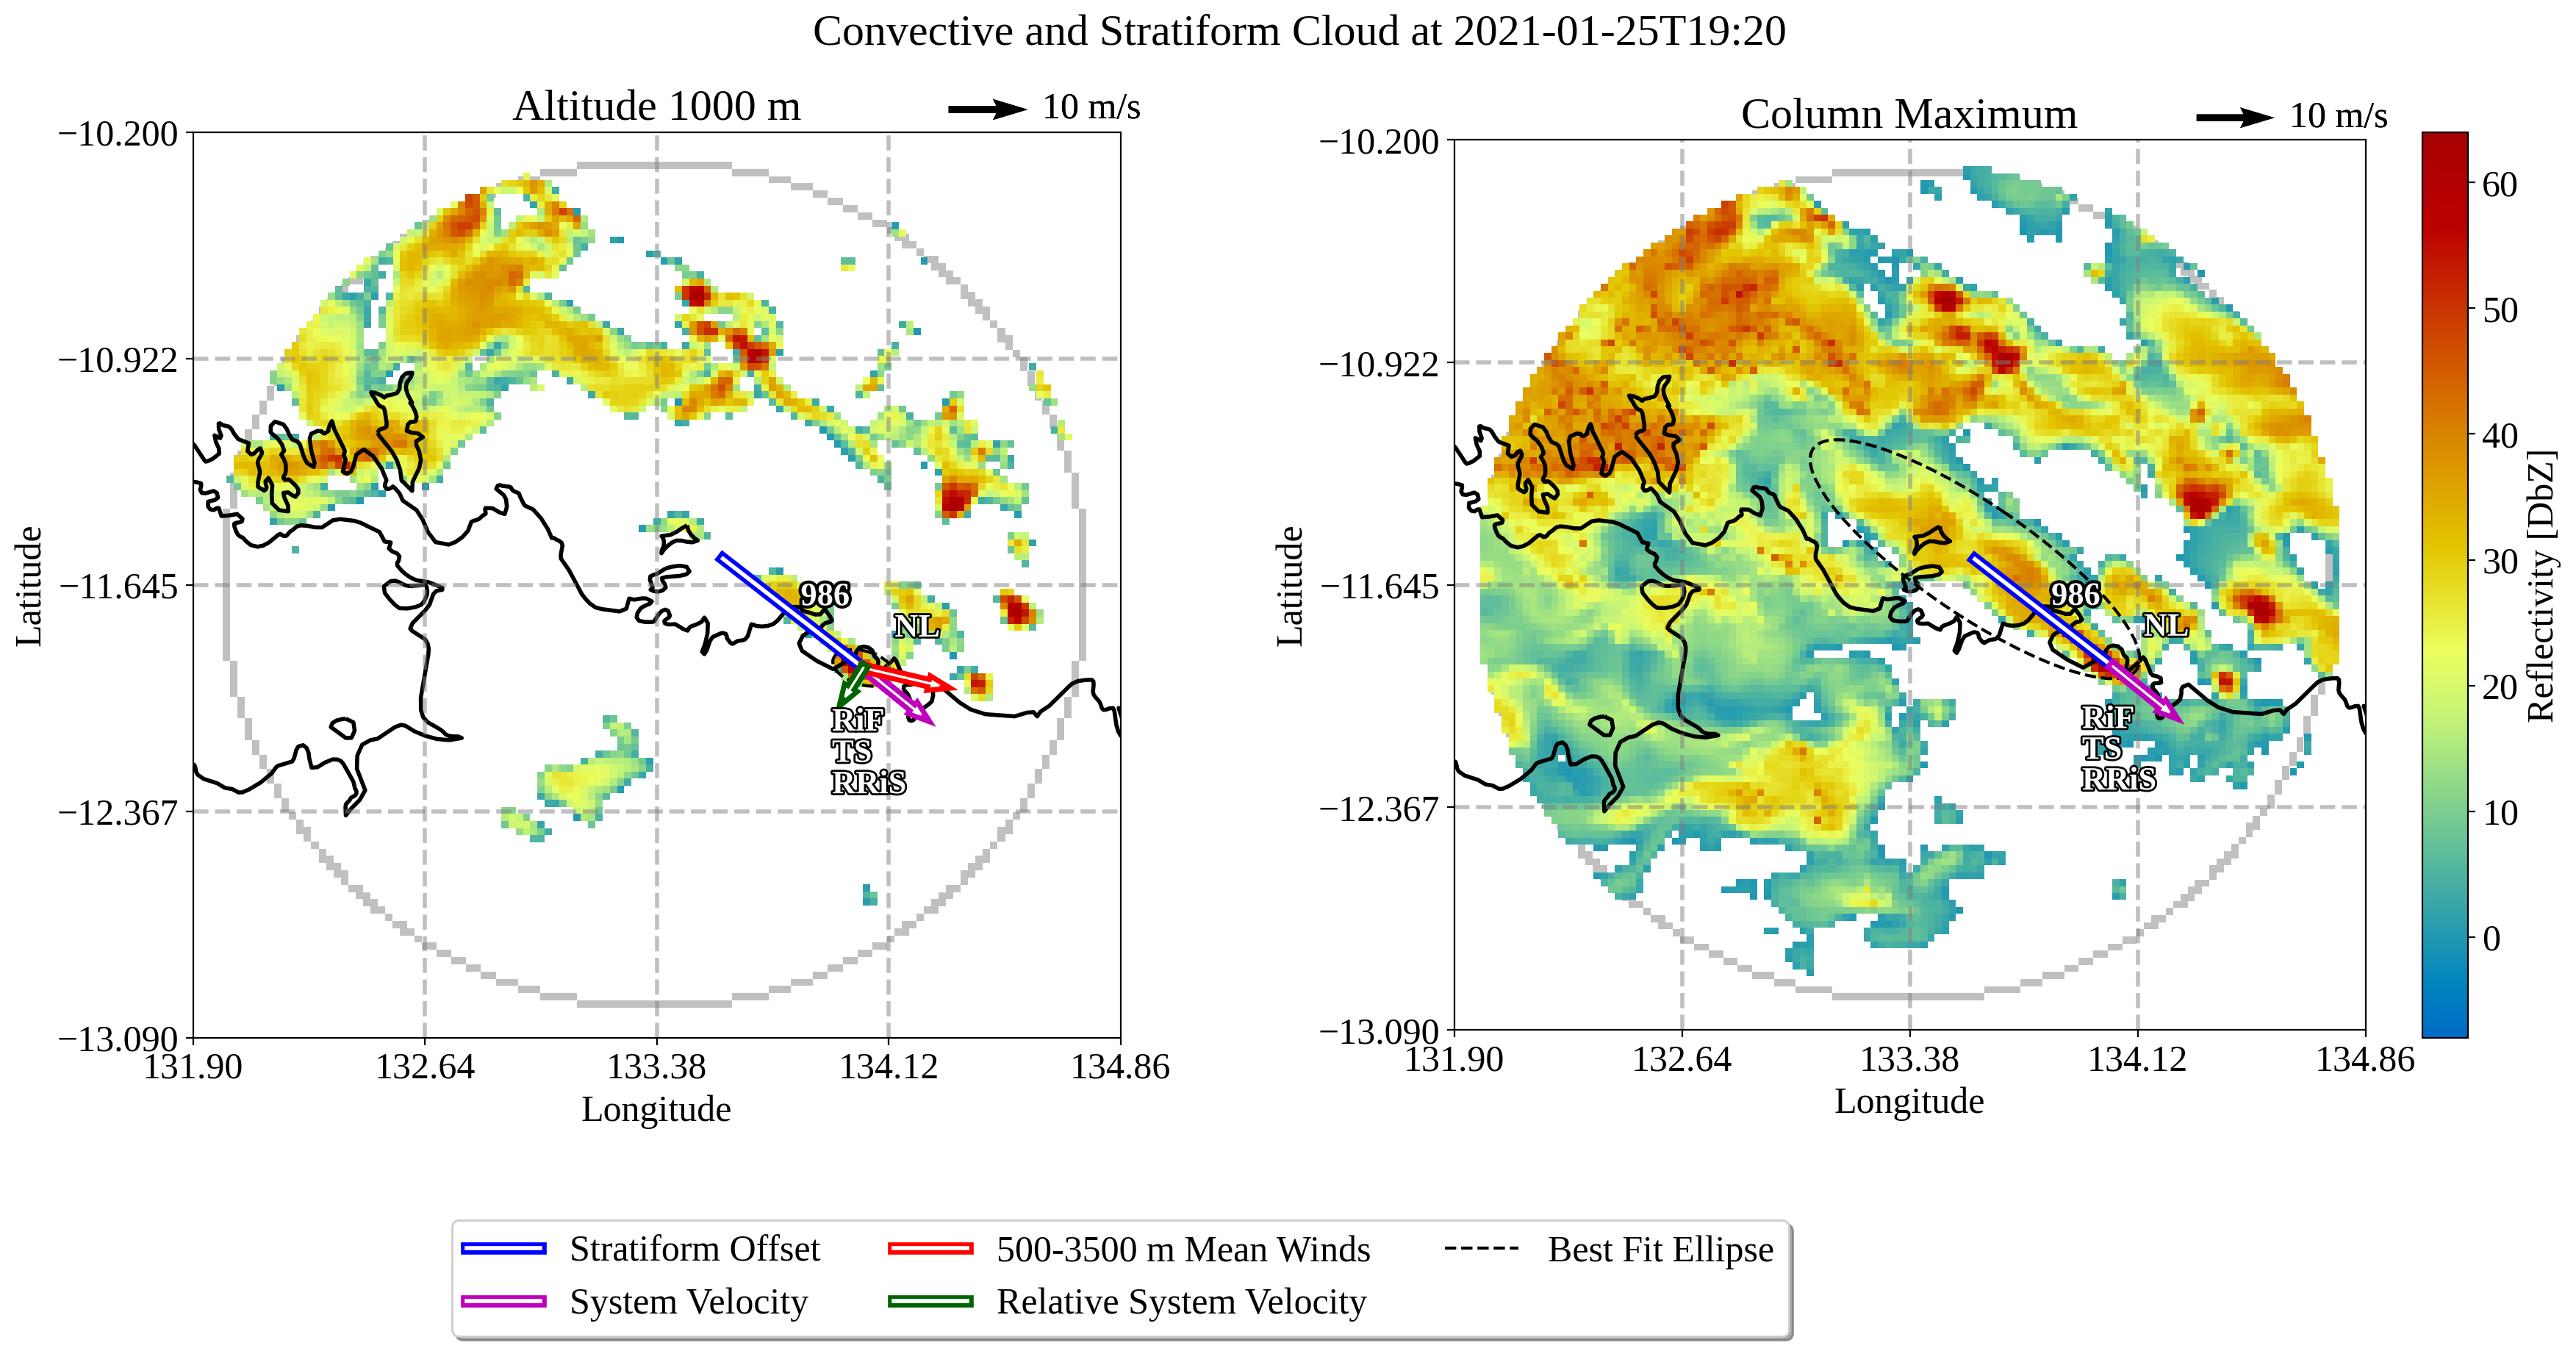 Convective and Stratiform Cloud at 2021-01-25T19:20
Altitude 1000 m
10 m/s
−10.200
−10.922
−11.645
−12.367
−13.090
Latitude
131.90
132.64
133.38
134.12
134.86
Longitude
986
NL
RiF
TS
RRiS
Column Maximum
10 m/s
−10.200
−10.922
−11.645
−12.367
−13.090
Latitude
131.90
132.64
133.38
134.12
134.86
Longitude
986
NL
RiF
TS
RRiS
60
50
40
30
20
10
0
Reflectivity [DbZ]
Stratiform Offset
System Velocity
500-3500 m Mean Winds
Relative System Velocity
Best Fit Ellipse